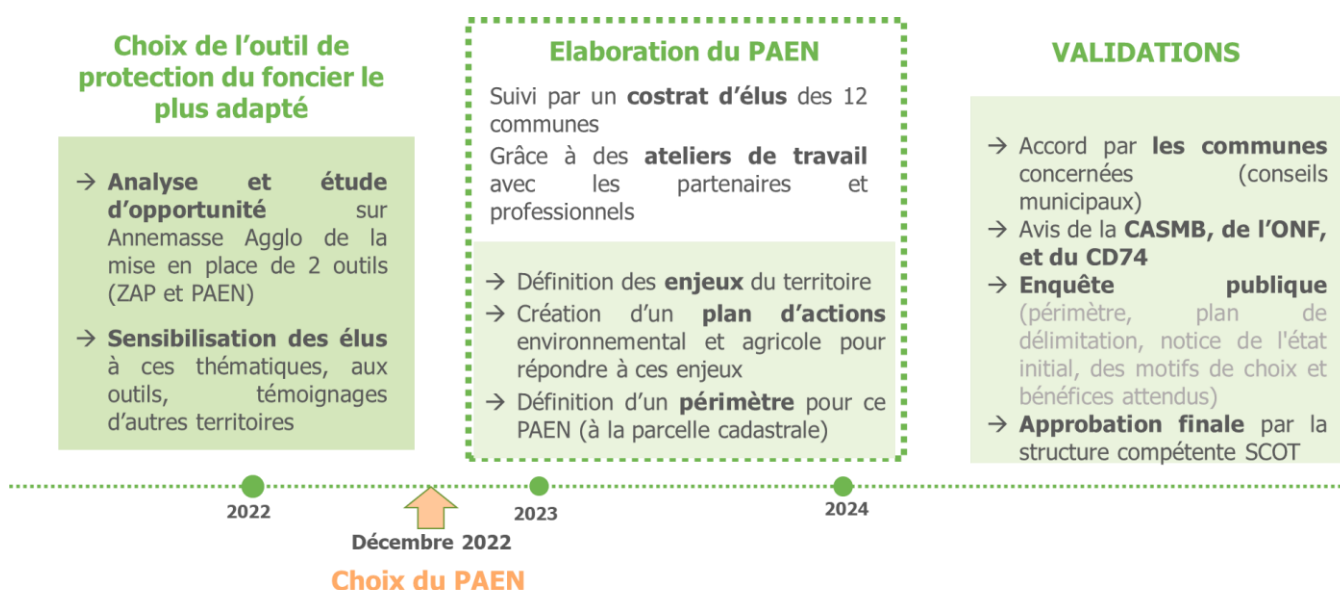 Choix de l'outil de
protection du foncier le
plus adapté
→ Analyse et étude
d'opportunité sur
Annemasse Agglo de la
mise en place de 2 outils
(ZAP et PAEN)
→ Sensibilisation des élus
à ces thématiques, aux
outils, témoignages
d'autres territoires
Elaboration du PAEN
Suivi par un costrat d'élus des 12
communes
Grâce à des ateliers de travail
avec les partenaires et
professionnels
→ Définition des enjeux du territoire
→ Création d'un plan d'actions
environnemental et agricole pour
répondre à ces enjeux
→ Définition d'un périmètre pour ce
PAEN (à la parcelle cadastrale)
VALIDATIONS
→ Accord par les communes
concernées (conseils
municipaux)
→ Avis de la CASMB, de l'ONF,
et du CD74
→ Enquête publique
(périmètre, plan de
délimitation, notice de l'état
initial, des motifs de choix et
bénéfices attendus)
→ Approbation finale par la
structure compétente SCOT
2022
2023
2024
Décembre 2022
Choix du PAEN